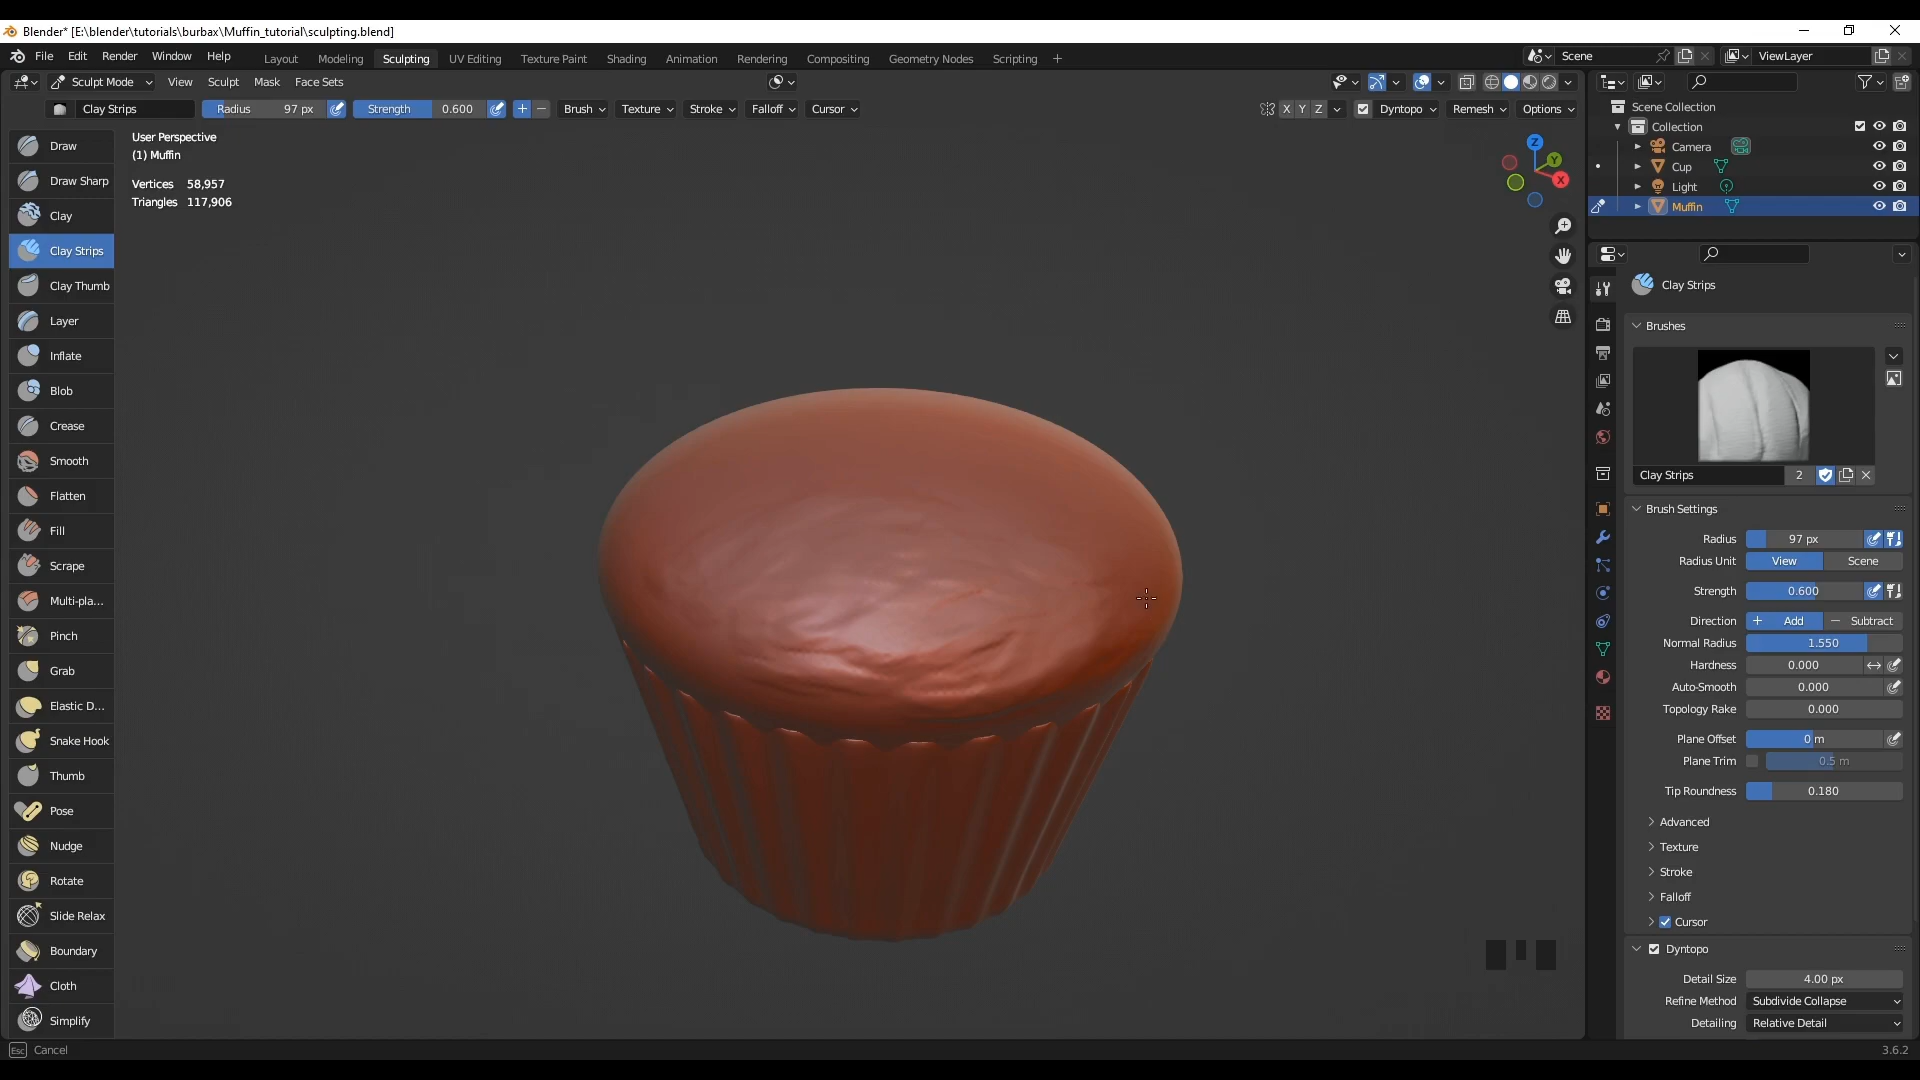 Blender* [E:\blender\tutorials\burbax\Muffin_tutorial\sculpting.blend]
File Edit Render Window Help Layout Modeling Sculpting UV Editing Texture Paint Shading Animation Rendering Compositing Geometry Nodes Scripting + Scene ViewLayer
Sculpt Mode View Sculpt Mask Face Sets
Clay Strips Radius 97 px Strength 0.600 + − Brush Texture Stroke Falloff Cursor X Y Z Dyntopo Remesh Options
User Perspective
(1) Muffin
Vertices 58,957
Triangles 117,906
Draw
Draw Sharp
Clay
Clay Strips
Clay Thumb
Layer
Inflate
Blob
Crease
Smooth
Flatten
Fill
Scrape
Multi-pla...
Pinch
Grab
Elastic D...
Snake Hook
Thumb
Pose
Nudge
Rotate
Slide Relax
Boundary
Cloth
Simplify
Z
Y
X
Scene Collection
Collection
Camera
Cup
Light
Muffin
Clay Strips
Brushes
Clay Strips 2
Brush Settings
Radius 97 px
Radius Unit View Scene
Strength 0.600
Direction + Add − Subtract
Normal Radius 1.550
Hardness 0.000
Auto-Smooth 0.000
Topology Rake 0.000
Plane Offset 0 m
Plane Trim 0.5 m
Tip Roundness 0.180
Advanced
Texture
Stroke
Falloff
Cursor
Dyntopo
Detail Size 4.00 px
Refine Method Subdivide Collapse
Detailing Relative Detail
Esc Cancel
3.6.2